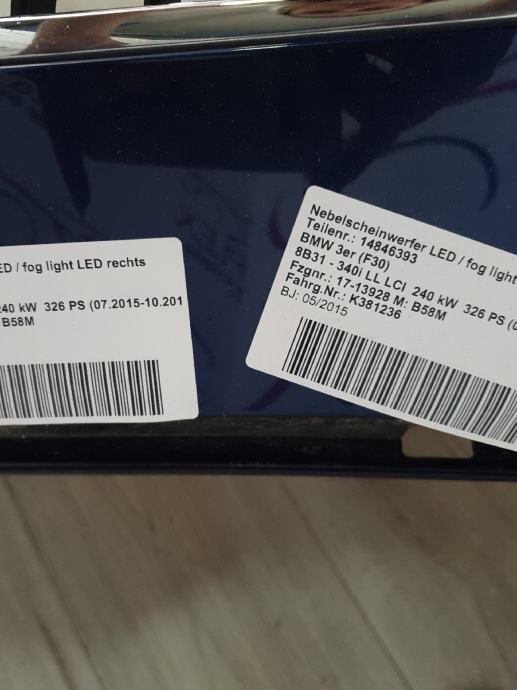 ED / fog light LED rechts
240 kW 326 PS (07.2015-10.201
B58M
Nebelscheinwerfer LED / fog light
Teilenr.: 14846393
BMW 3er (F30)
8B31 - 340i LL LCI 240 kW 326 PS (0
Fzgnr.: 17-13928 M: B58M
Fahrg.Nr.: K381236
BJ: 05/2015